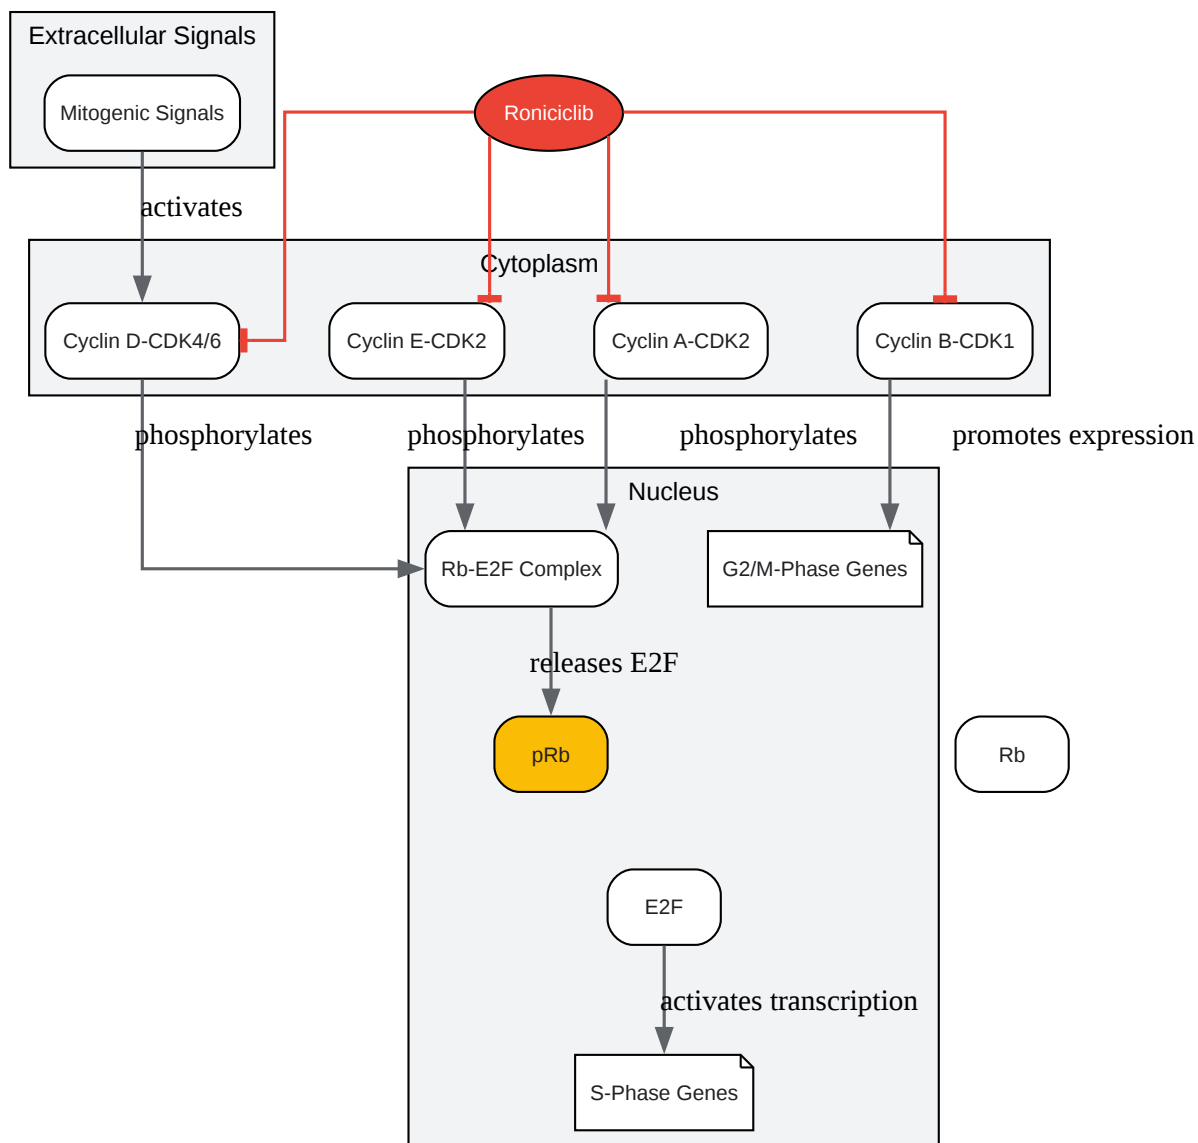 Extracellular Signals
Mitogenic Signals
Roniciclib
activates
Cytoplasm
Cyclin D-CDK4/6
Cyclin E-CDK2
Cyclin A-CDK2
Cyclin B-CDK1
phosphorylates
phosphorylates
phosphorylates
promotes expression
Nucleus
Rb-E2F Complex
G2/M-Phase Genes
releases E2F
pRb
Rb
E2F
activates transcription
S-Phase Genes